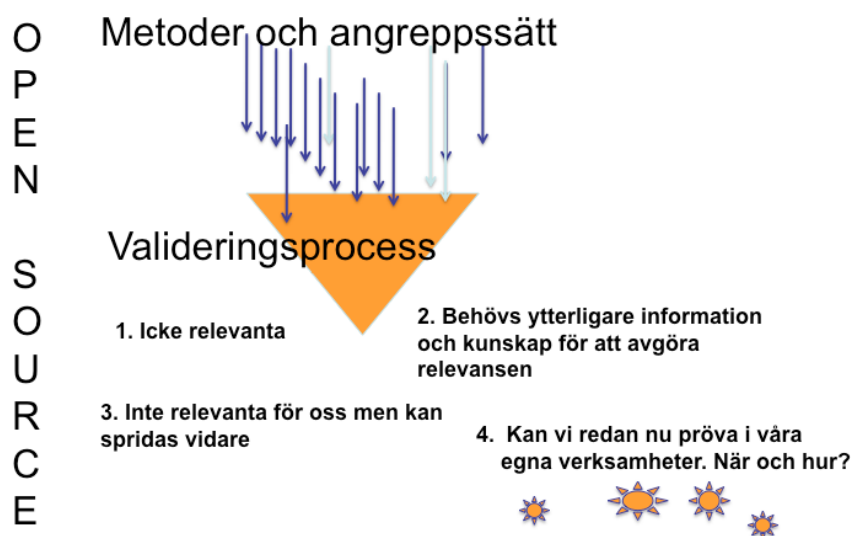 OPEN SOURCE
Metoder och angreppssätt
Valideringsprocess
1. Icke relevanta
2. Behövs ytterligare information
och kunskap för att avgöra
relevansen
3. Inte relevanta för oss men kan
spridas vidare
4. Kan vi redan nu pröva i våra
egna verksamheter. När och hur?